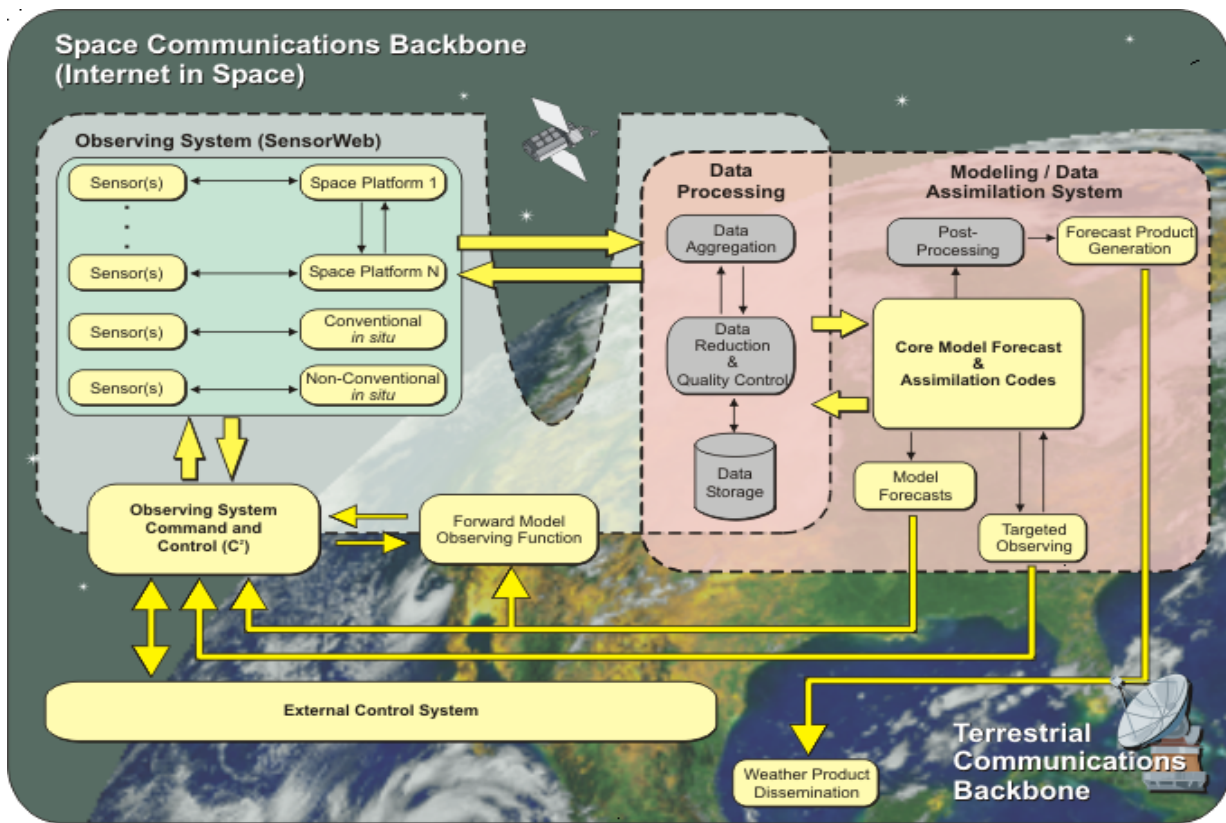 Space Communications Backbone
(Internet in Space)
Observing System (SensorWeb)
Sensor(s)
Space Platform 1
Sensor(s)
Space Platform N
Sensor(s)
Conventional
in situ
Sensor(s)
Non-Conventional
in situ
Data
Processing
Data
Aggregation
Data
Reduction
&
Quality Control
Data
Storage
Modeling / Data
Assimilation System
Post-
Processing
Forecast Product
Generation
Core Model Forecast
&
Assimilation Codes
Model
Forecasts
Targeted
Observing
Observing System
Command and
Control (C²)
Forward Model
Observing Function
External Control System
Weather Product
Dissemination
Terrestrial
Communications
Backbone